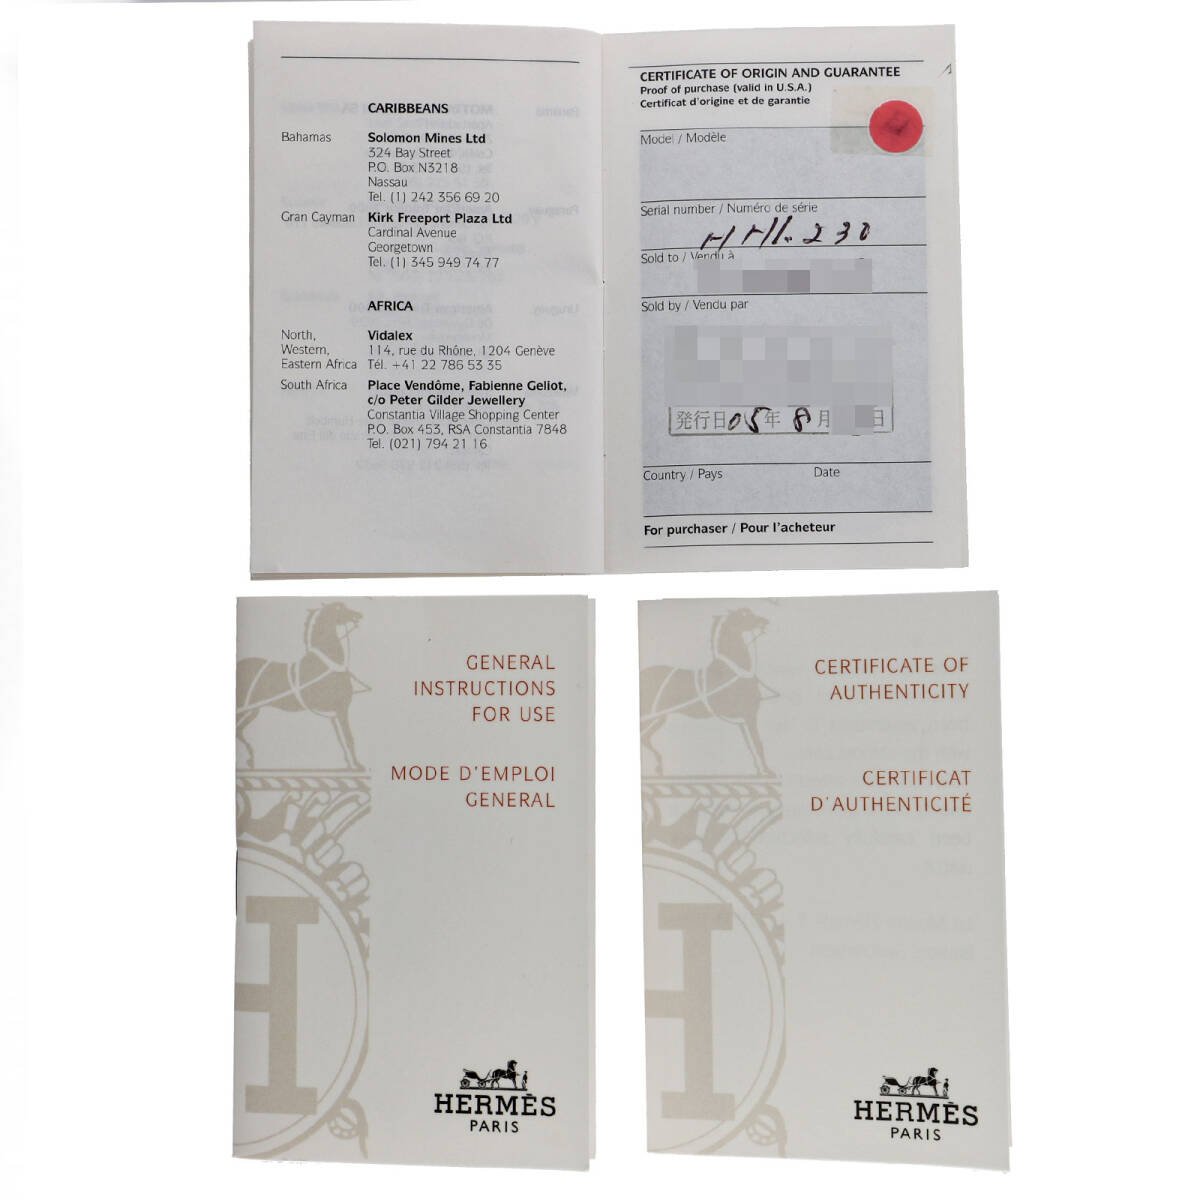 CARIBBEANS
Bahamas Solomon Mines Ltd
324 Bay Street
P.O. Box N3218
Nassau
Tel. (1) 242 356 69 20
Gran Cayman Kirk Freeport Plaza Ltd
Cardinal Avenue
Georgetown
Tel. (1) 345 949 74 77
AFRICA
North, Vidalex
Western, 114, rue du Rhône, 1204 Genève
Eastern Africa Tél. +41 22 786 53 35
South Africa Place Vendôme, Fabienne Geliot,
c/o Peter Gilder Jewellery
Constantia Village Shopping Center
P.O. Box 453, RSA Constantia 7848
Tel. (021) 794 21 16
CERTIFICATE OF ORIGIN AND GUARANTEE
Proof of purchase (valid in U.S.A.)
Certificat d'origine et de garantie
Model / Modèle
Serial number / Numéro de série
HH1.230
Sold to / Vendu à
Sold by / Vendu par
発行日 05年 8月 日
Country / Pays Date
For purchaser / Pour l'acheteur
GENERAL
INSTRUCTIONS
FOR USE
MODE D'EMPLOI
GENERAL
HERMÈS
PARIS
CERTIFICATE OF
AUTHENTICITY
CERTIFICAT
D'AUTHENTICITÉ
HERMÈS
PARIS